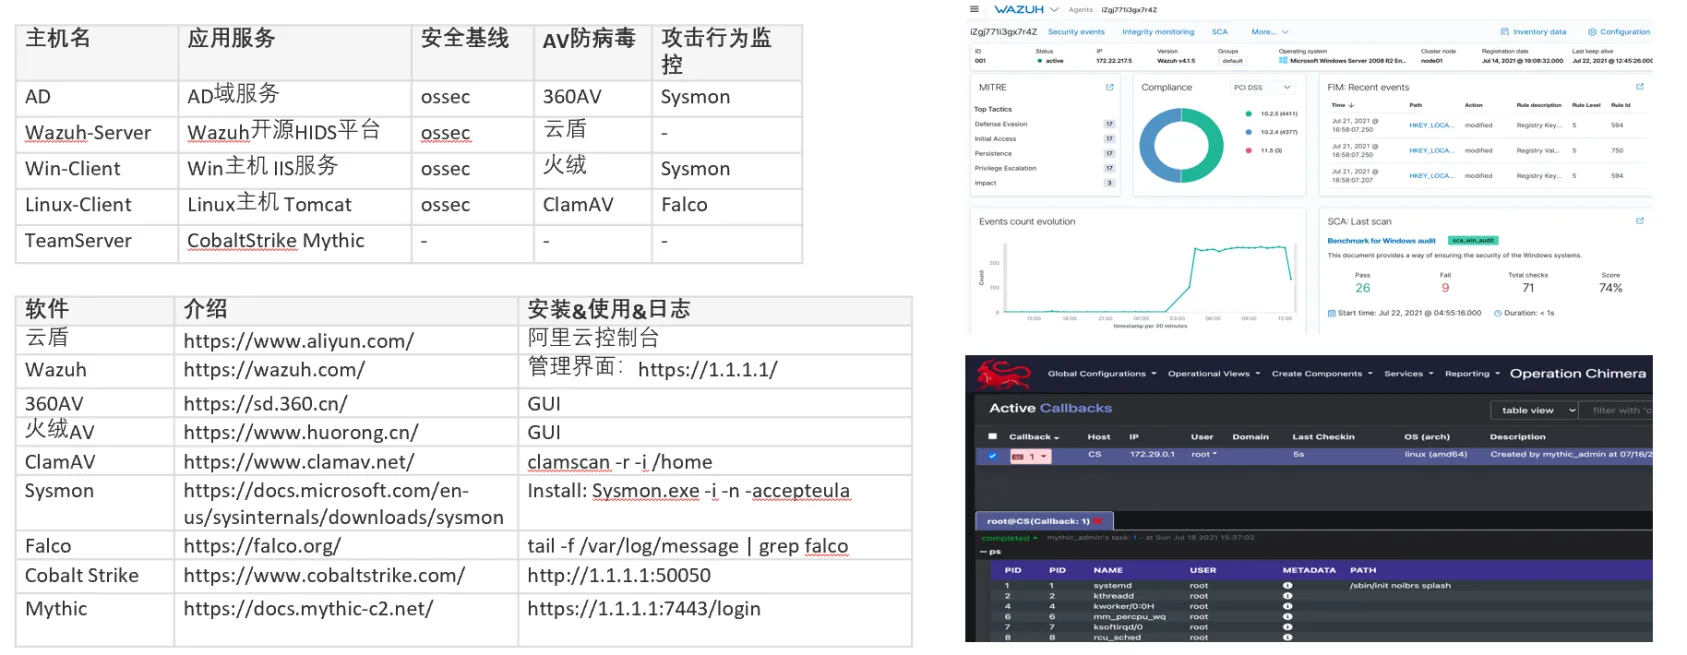 主机名 应用服务 安全基线 AV防病毒 攻击行为监控
AD AD域服务 ossec 360AV Sysmon
Wazuh-Server Wazuh开源HIDS平台 ossec 云盾 -
Win-Client Win主机 IIS服务 ossec 火绒 Sysmon
Linux-Client Linux主机 Tomcat ossec ClamAV Falco
TeamServer CobaltStrike Mythic - - -
软件 介绍 安装&使用&日志
云盾 https://www.aliyun.com/ 阿里云控制台
Wazuh https://wazuh.com/ 管理界面： https://1.1.1.1/
360AV https://sd.360.cn/ GUI
火绒AV https://www.huorong.cn/ GUI
ClamAV https://www.clamav.net/ clamscan -r -i /home
Sysmon https://docs.microsoft.com/en-us/sysinternals/downloads/sysmon Install: Sysmon.exe -i -n -accepteula
Falco https://falco.org/ tail -f /var/log/message | grep falco
Cobalt Strike https://www.cobaltstrike.com/ http://1.1.1.1:50050
Mythic https://docs.mythic-c2.net/ https://1.1.1.1:7443/login
WAZUH Agents iZgj771i3gx7r4Z
iZgj771i3gx7r4Z Security events Integrity monitoring SCA More... Inventory data Configuration
ID Status IP Version Groups Operating system Cluster node Registration date Last keep alive
001 active 172.22.217.5 Wazuh v4.1.5 default Microsoft Windows Server 2008 R2 En... node01 Jul 14, 2021 @ 19:08:32.000 Jul 22, 2021 @ 12:45:26.000
MITRE
Top Tactics
Defense Evasion 17
Initial Access 17
Persistence 17
Privilege Escalation 17
Impact 3
Compliance PCI DSS
10.2.5 (4411)
10.2.4 (4377)
11.5 (3)
FIM: Recent events
Time Path Action Rule description Rule Level Rule Id
Jul 21, 2021 @ 16:58:07.250 HKEY_LOCA... modified Registry Key... 5 594
Jul 21, 2021 @ 16:58:07.250 HKEY_LOCA... modified Registry Val... 5 750
Jul 21, 2021 @ 16:58:07.207 HKEY_LOCA... modified Registry Key... 5 594
Events count evolution
Count
200
100
0
15:00 18:00 21:00 00:00 03:00 06:00 09:00 12:00
timestamp per 30 minutes
SCA: Last scan
Benchmark for Windows audit sca_win_audit
This document provides a way of ensuring the security of the Windows systems.
Pass Fail Total checks Score
26 9 71 74%
Start time: Jul 22, 2021 @ 04:55:16.000 Duration: < 1s
Global Configurations Operational Views Create Components Services Reporting Operation Chimera
Active Callbacks
table view filter with 'c
Callback Host IP User Domain Last Checkin OS (arch) Description
1 CS 172.29.0.1 root * 5s linux (amd64) Created by mythic_admin at 07/18/2
root@CS(Callback: 1)
completed mythic_admin's task: 1 - at Sun Jul 18 2021 15:37:02
ps
PID PID NAME USER METADATA PATH
1 1 systemd root /sbin/init noibrs splash
2 2 kthreadd root
4 4 kworker/0:0H root
6 6 mm_percpu_wq root
7 7 ksoftirqd/0 root
8 8 rcu_sched root